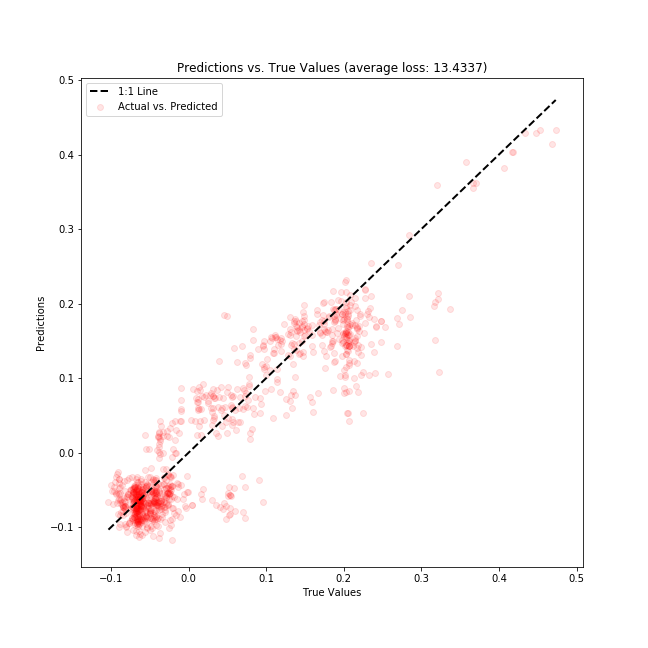 Predictions vs. True Values (average loss: 13.4337)
1:1 Line
Actual vs. Predicted
0.5
0.4
0.3
0.2
0.1
0.0
−0.1
Predictions
−0.1 0.0 0.1 0.2 0.3 0.4 0.5
True Values